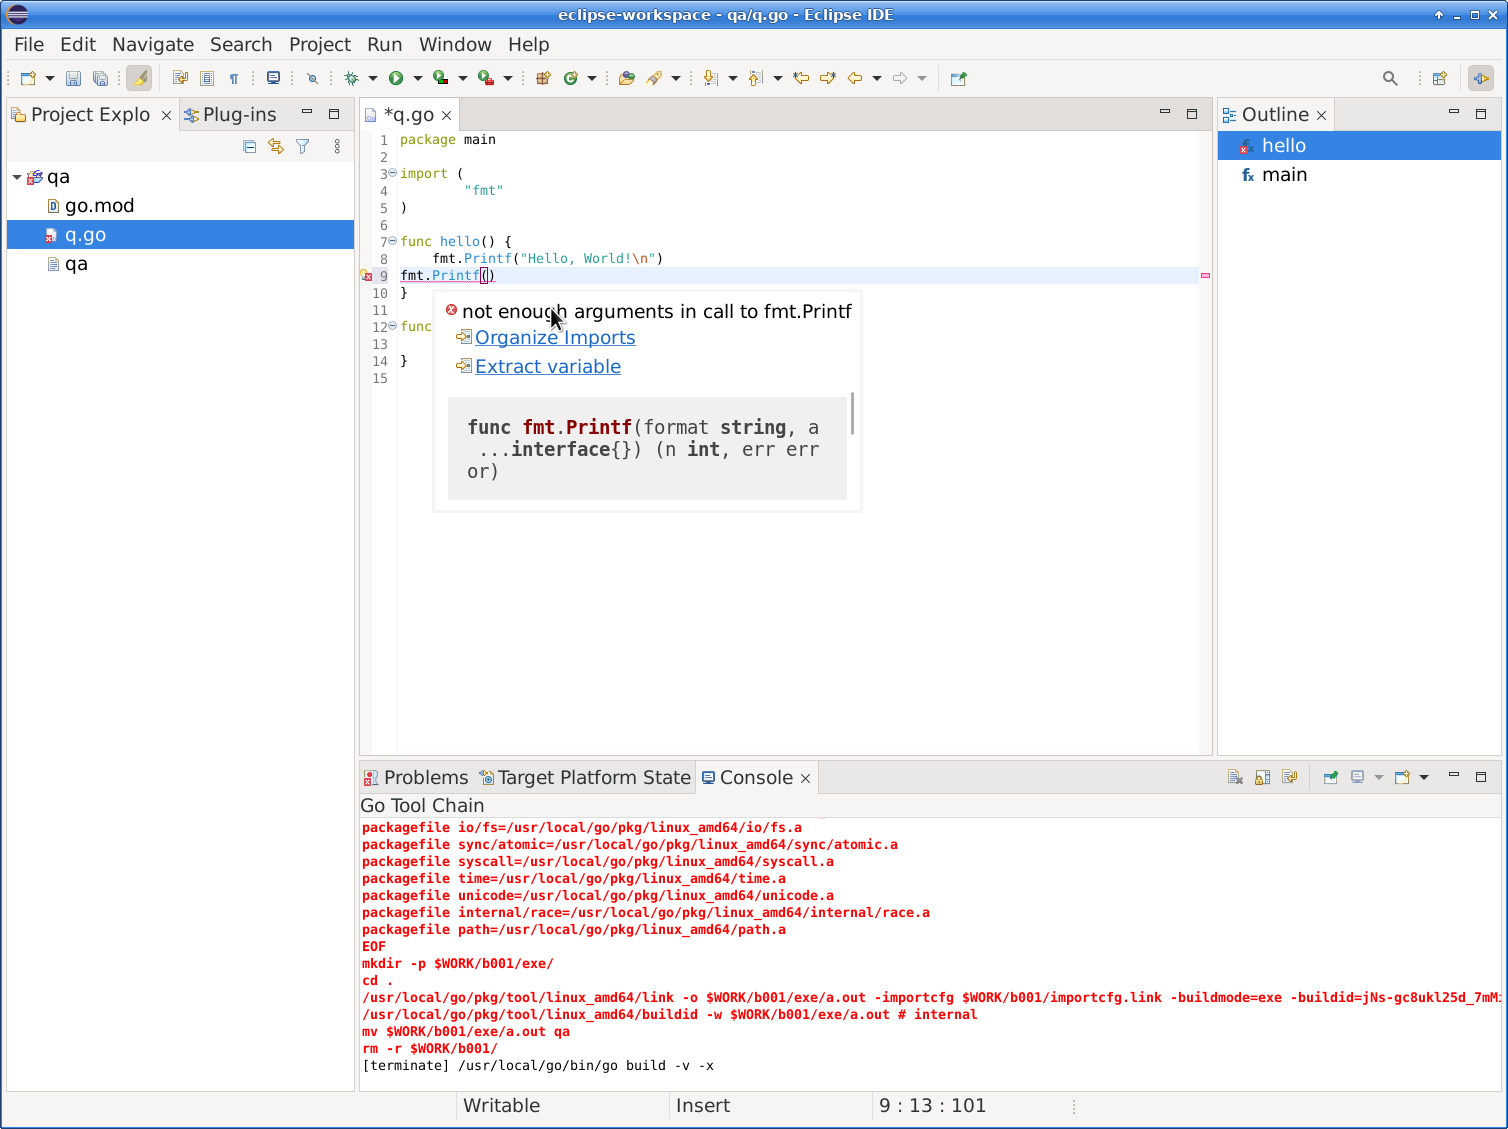 eclipse-workspace - qa/q.go - Eclipse IDE
File Edit Navigate Search Project Run Window Help
Project Explo
Plug-ins
qa
go.mod
q.go
qa
*q.go
1 package main
2
3 import (
4 "fmt"
5 )
6
7 func hello() {
8 fmt.Printf("Hello, World!\n")
9 fmt.Printf()
10 }
11
12 func
13
14 }
15
not enough arguments in call to fmt.Printf
Organize Imports
Extract variable
func fmt.Printf(format string, a
...interface{}) (n int, err err
or)
Outline
hello
main
Problems Target Platform State Console
Go Tool Chain
packagefile io/fs=/usr/local/go/pkg/linux_amd64/io/fs.a
packagefile sync/atomic=/usr/local/go/pkg/linux_amd64/sync/atomic.a
packagefile syscall=/usr/local/go/pkg/linux_amd64/syscall.a
packagefile time=/usr/local/go/pkg/linux_amd64/time.a
packagefile unicode=/usr/local/go/pkg/linux_amd64/unicode.a
packagefile internal/race=/usr/local/go/pkg/linux_amd64/internal/race.a
packagefile path=/usr/local/go/pkg/linux_amd64/path.a
EOF
mkdir -p $WORK/b001/exe/
cd .
/usr/local/go/pkg/tool/linux_amd64/link -o $WORK/b001/exe/a.out -importcfg $WORK/b001/importcfg.link -buildmode=exe -buildid=jNs-gc8ukl25d_7mM
/usr/local/go/pkg/tool/linux_amd64/buildid -w $WORK/b001/exe/a.out # internal
mv $WORK/b001/exe/a.out qa
rm -r $WORK/b001/
[terminate] /usr/local/go/bin/go build -v -x
Writable Insert 9 : 13 : 101